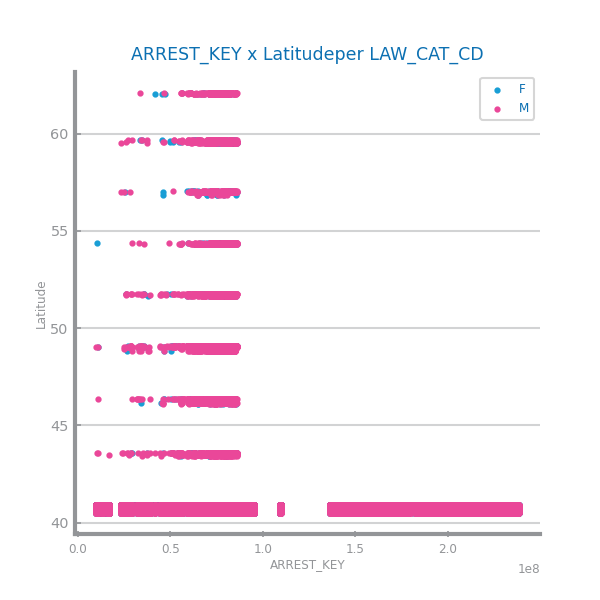 ARREST_KEY x Latitudeper LAW_CAT_CD
F
M
60
55
50
45
40
Latitude
0.0 0.5 1.0 1.5 2.0
ARREST_KEY
1e8